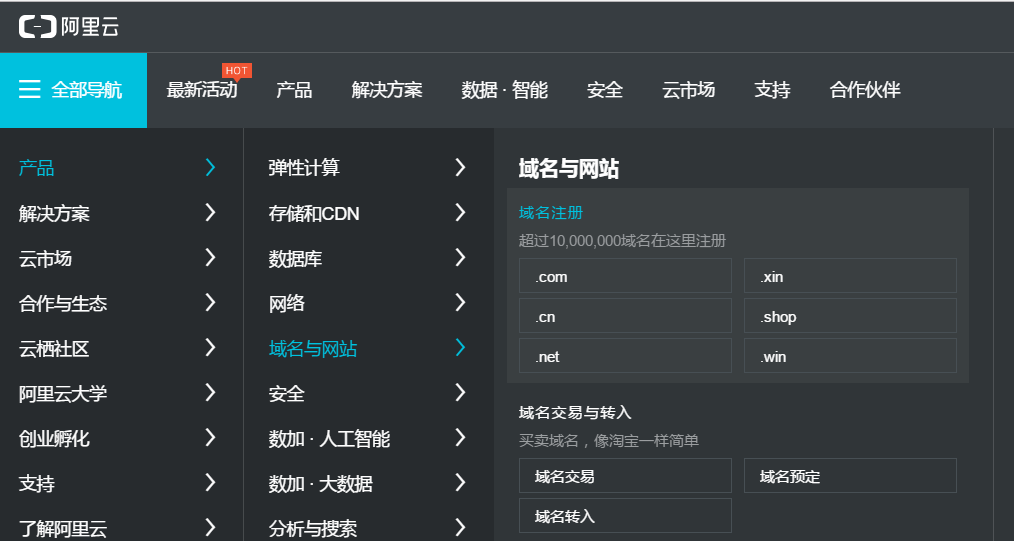 阿里云
全部导航
最新活动
HOT
产品
解决方案
数据 · 智能
安全
云市场
支持
合作伙伴
产品
解决方案
云市场
合作与生态
云栖社区
阿里云大学
创业孵化
支持
了解阿里云
弹性计算
存储和CDN
数据库
网络
域名与网站
安全
数加 · 人工智能
数加 · 大数据
分析与搜索
域名与网站
域名注册
超过10,000,000域名在这里注册
.com
.xin
.cn
.shop
.net
.win
域名交易与转入
买卖域名，像淘宝一样简单
域名交易
域名预定
域名转入